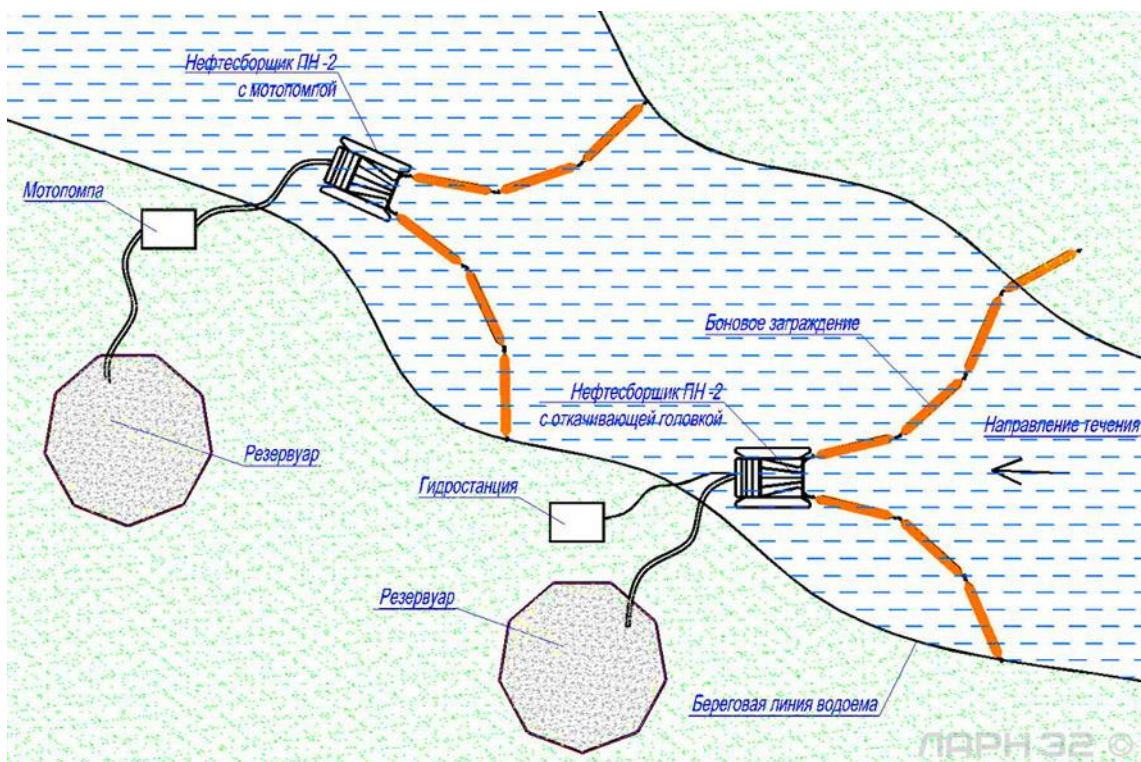 Нефтесборщик ПН -2
с мотопомпой
Мотопомпа
Боновое заграждение
Нефтесборщик ПН -2
с откачивающей головкой
Направление течения
Резервуар
Гидростанция
Резервуар
Береговая линия водоема
ЛАРН 32 ©